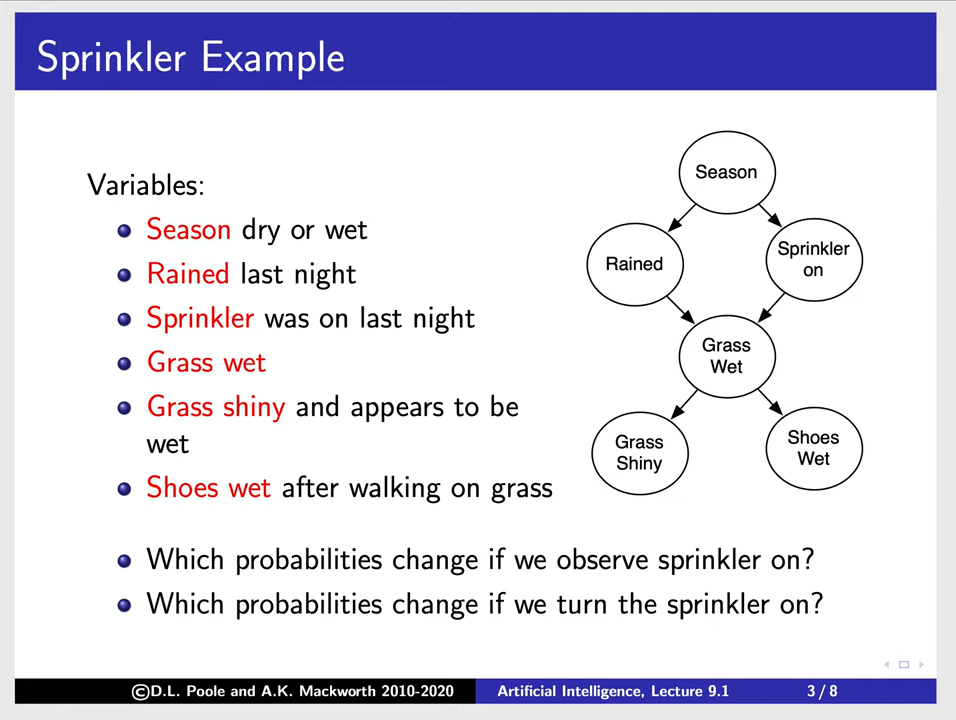 Sprinkler Example
Variables:
Season dry or wet
Rained last night
Sprinkler was on last night
Grass wet
Grass shiny and appears to be
wet
Shoes wet after walking on grass
Which probabilities change if we observe sprinkler on?
Which probabilities change if we turn the sprinkler on?
Season
Rained
Sprinkler
on
Grass
Wet
Grass
Shiny
Shoes
Wet
©D.L. Poole and A.K. Mackworth 2010-2020
Artificial Intelligence, Lecture 9.1
3 / 8